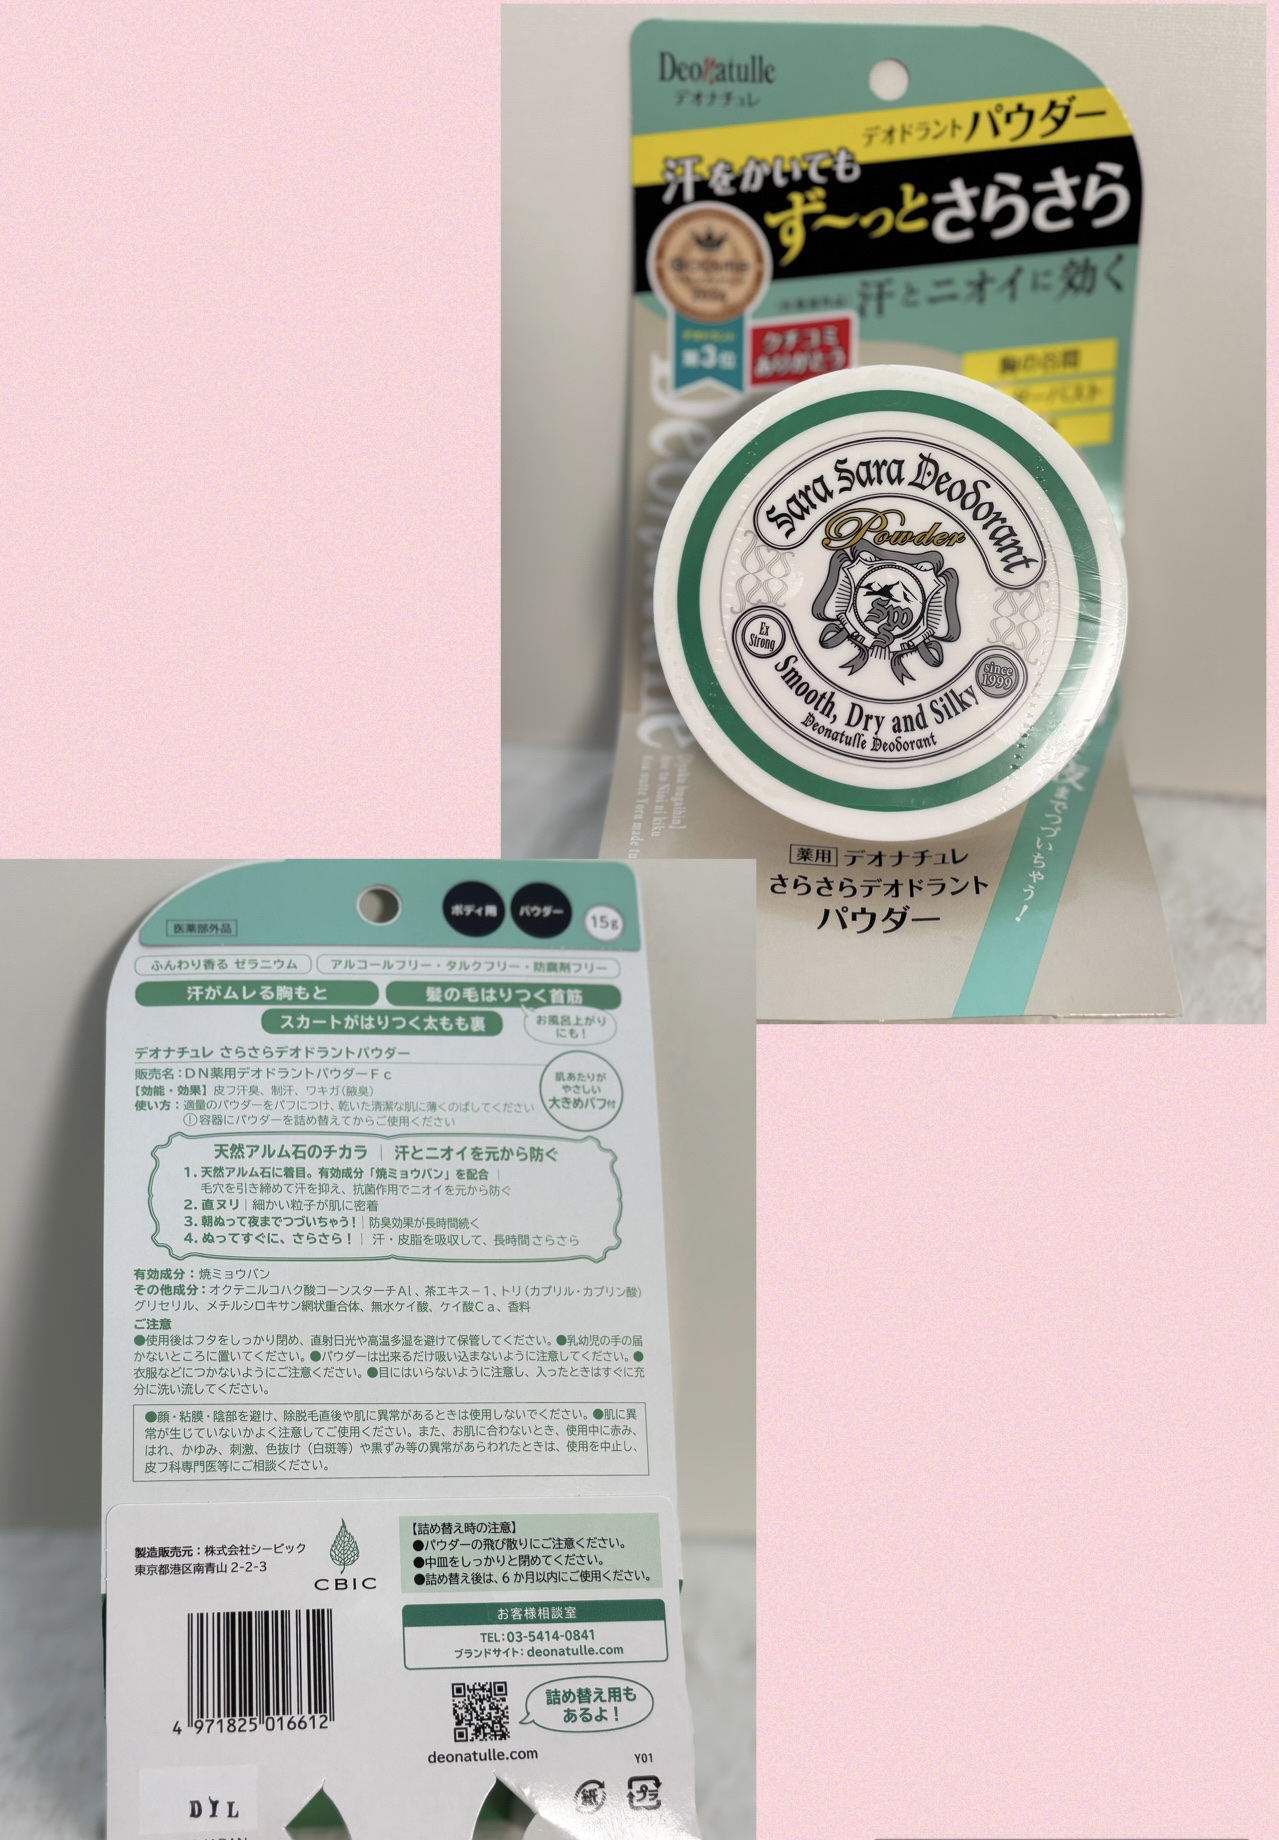 Deonatulle
デオナチュレ
デオドラントパウダー
汗をかいても
ず〜っとさらさら
汗とニオイに効く
第3位
クチコミ
ありがとう
胸の谷間
Sara Sara Deodorant
Powder
Ex
Strong
since
1999
Smooth, Dry and Silky
Deonatulle Deodorant
Deonatulle
までつづいちゃう!
薬用 デオナチュレ
さらさらデオドラント
パウダー
医薬部外品
ボディ用
パウダー
15g
ふんわり香る ゼラニウム
アルコールフリー・タルクフリー・防腐剤フリー
汗がムレる胸もと
髪の毛はりつく首筋
スカートがはりつく太もも裏
お風呂上がり
にも!
デオナチュレ さらさらデオドラントパウダー
販売名:DN薬用デオドラントパウダーFc
【効能・効果】皮フ汗臭、制汗、ワキガ(腋臭)
使い方:適量のパウダーをパフにつけ、乾いた清潔な肌に薄くのばしてください
①容器にパウダーを詰め替えてからご使用ください
肌あたりが
やさしい
大きめパフ付
天然アルム石のチカラ | 汗とニオイを元から防ぐ
1. 天然アルム石に着目。有効成分「焼ミョウバン」を配合 |
毛穴を引き締めて汗を抑え、抗菌作用でニオイを元から防ぐ
2. 直ヌリ | 細かい粒子が肌に密着
3. 朝ぬって夜までつづいちゃう! | 防臭効果が長時間続く
4. ぬってすぐに、さらさら! | 汗・皮脂を吸収して、長時間さらさら
有効成分:焼ミョウバン
その他成分:オクテニルコハク酸コーンスターチAl、茶エキス-1、トリ(カプリル・カプリン酸)
グリセリル、メチルシロキサン網状重合体、無水ケイ酸、ケイ酸Ca、香料
ご注意
●使用後はフタをしっかり閉め、直射日光や高温多湿を避けて保管してください。●乳幼児の手の届
かないところに置いてください。●パウダーは出来るだけ吸い込まないように注意してください。●
衣服などにつかないようにご注意ください。●目にはいらないように注意し、入ったときはすぐに充
分に洗い流してください。
●顔・粘膜・陰部を避け、除脱毛直後や肌に異常があるときは使用しないでください。●肌に異
常が生じていないかよく注意してご使用ください。また、お肌に合わないとき、使用中に赤み、
はれ、かゆみ、刺激、色抜け(白斑等)や黒ずみ等の異常があらわれたときは、使用を中止し、
皮フ科専門医等にご相談ください。
製造販売元:株式会社シービック
東京都港区南青山 2-2-3
CBIC
【詰め替え時の注意】
●パウダーの飛び散りにご注意ください。
●中皿をしっかりと閉めてください。
●詰め替え後は、6か月以内にご使用ください。
お客様相談室
TEL:03-5414-0841
ブランドサイト:deonatulle.com
4 971825 016612
詰め替え用も
あるよ!
deonatulle.com
Y01
紙
プラ
DYL